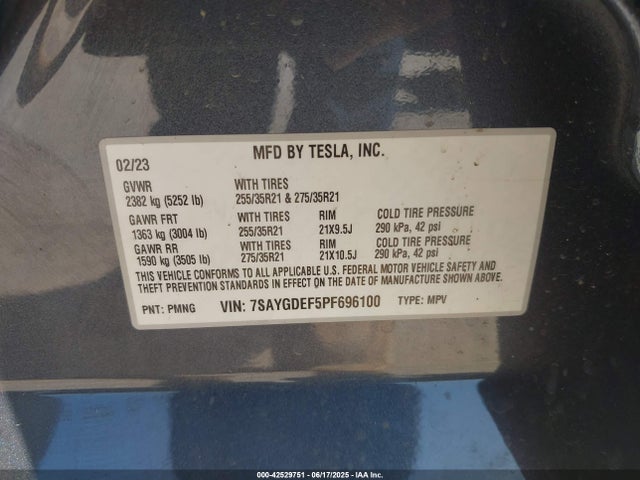 02/23 MFD BY TESLA, INC.
GVWR WITH TIRES
2382 kg (5252 lb) 255/35R21 & 275/35R21
GAWR FRT WITH TIRES RIM COLD TIRE PRESSURE
1363 kg (3004 lb) 255/35R21 21X9.5J 290 kPa, 42 psi
GAWR RR WITH TIRES RIM COLD TIRE PRESSURE
1590 kg (3505 lb) 275/35R21 21X10.5J 290 kPa, 42 psi
THIS VEHICLE CONFORMS TO ALL APPLICABLE U.S. FEDERAL MOTOR VEHICLE SAFETY AND
THEFT PREVENTION STANDARDS IN EFFECT ON THE DATE OF MANUFACTURE SHOWN ABOVE.
PNT: PMNG VIN: 7SAYGDEF5PF696100 TYPE: MPV
000-42529751 - 06/17/2025 - IAA Inc.